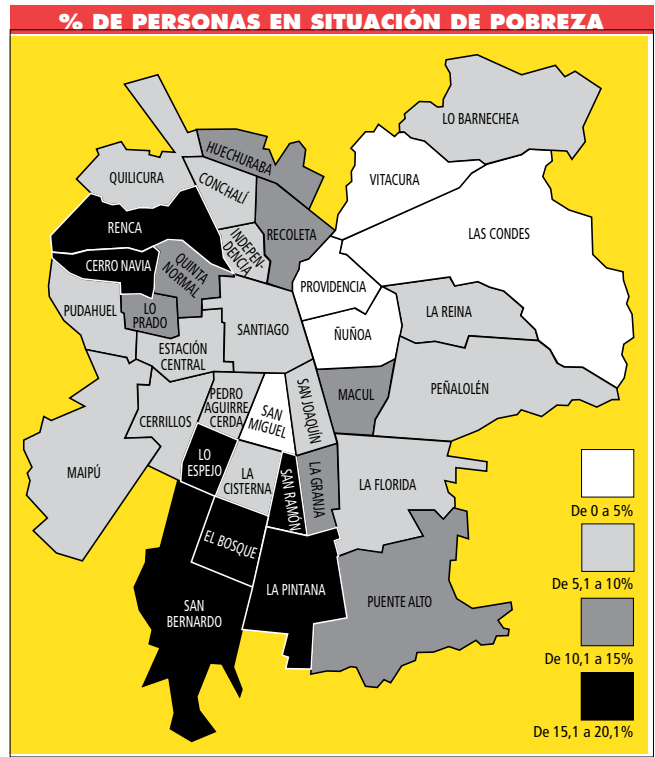 % DE PERSONAS EN SITUACIÓN DE POBREZA
LO BARNECHEA
HUECHURABA
VITACURA
QUILICURA
CONCHALÍ
RENCA
RECOLETA
LAS CONDES
INDEPEN-
DENCIA
CERRO NAVIA
QUINTA
NORMAL
PROVIDENCIA
PUDAHUEL
LO
PRADO
SANTIAGO
ÑUÑOA
LA REINA
ESTACIÓN
CENTRAL
PEDRO
AGUIRRE
CERDA
SAN
MIGUEL
SAN JOAQUÍN
MACUL
PEÑALOLÉN
CERRILLOS
MAIPÚ
LO
ESPEJO
LA
CISTERNA
SAN RAMÓN
LA GRANJA
LA FLORIDA
EL BOSQUE
LA PINTANA
PUENTE ALTO
SAN
BERNARDO
De 0 a 5%
De 5,1 a 10%
De 10,1 a 15%
De 15,1 a 20,1%